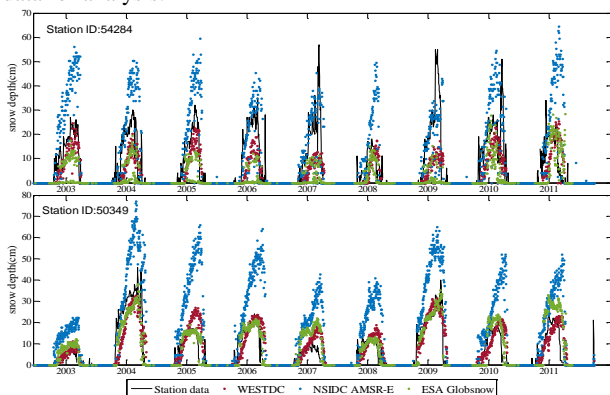 Station ID:54284
snow depth(cm)
70
60
50
40
30
20
10
0
2003 2004 2005 2006 2007 2008 2009 2010 2011
Station ID:50349
snow depth(cm)
80
70
60
50
40
30
20
10
0
2003 2004 2005 2006 2007 2008 2009 2010 2011
Station data WESTDC NSIDC AMSR-E ESA Globsnow